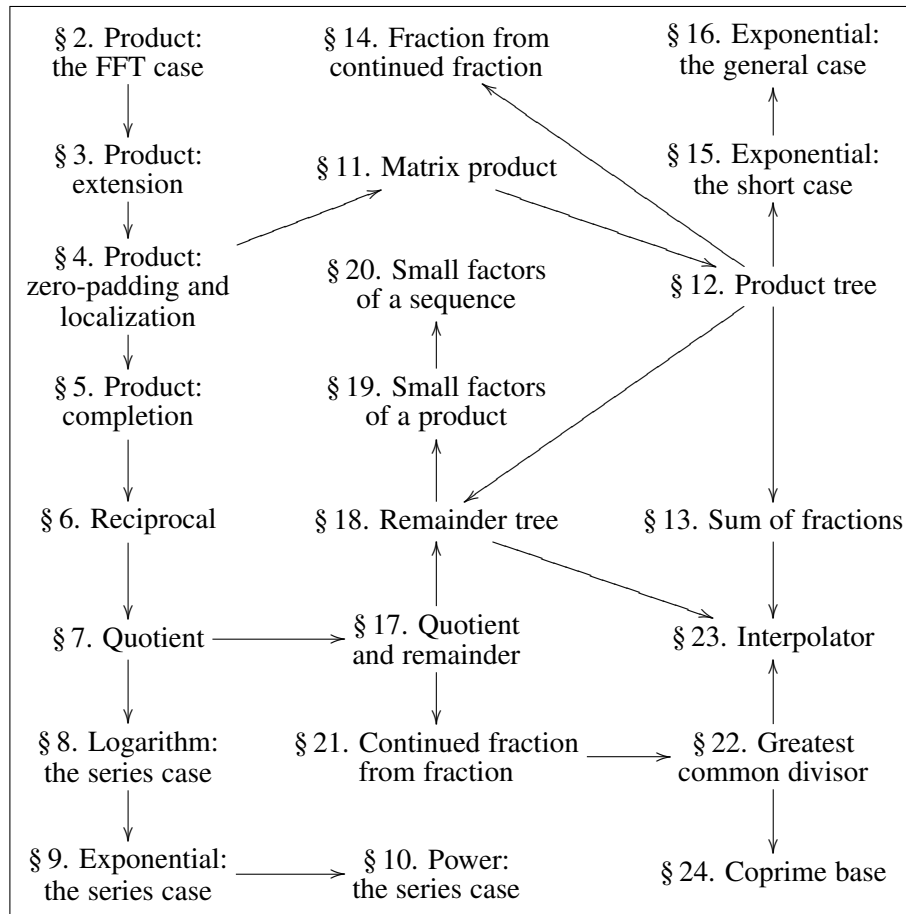 § 2. Product:
the FFT case
§ 14. Fraction from
continued fraction
§ 16. Exponential:
the general case
§ 3. Product:
extension
§ 11. Matrix product
§ 15. Exponential:
the short case
§ 4. Product:
zero-padding and
localization
§ 20. Small factors
of a sequence
§ 12. Product tree
§ 5. Product:
completion
§ 19. Small factors
of a product
§ 6. Reciprocal
§ 18. Remainder tree
§ 13. Sum of fractions
§ 7. Quotient
§ 17. Quotient
and remainder
§ 23. Interpolator
§ 8. Logarithm:
the series case
§ 21. Continued fraction
from fraction
§ 22. Greatest
common divisor
§ 9. Exponential:
the series case
§ 10. Power:
the series case
§ 24. Coprime base